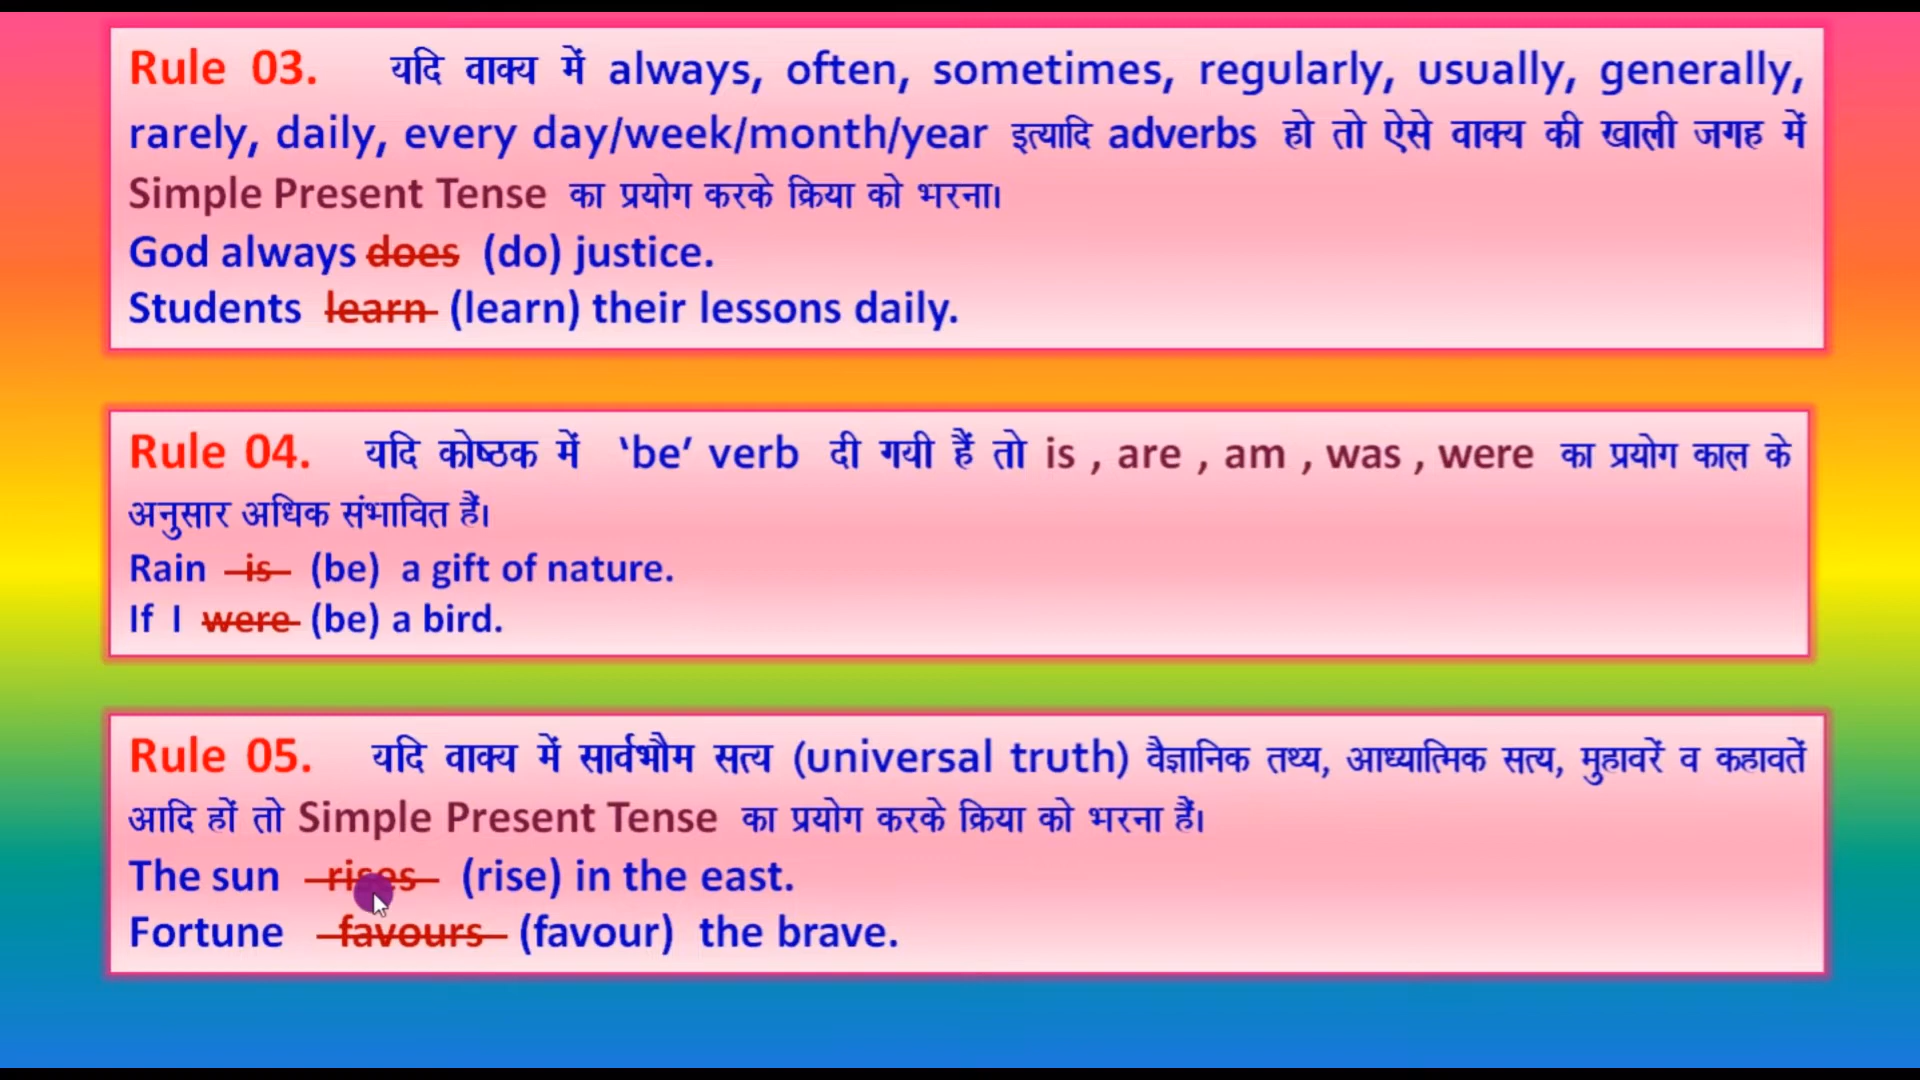 Rule 03. यदि वाक्य में always, often, sometimes, regularly, usually, generally,
rarely, daily, every day/week/month/year इत्यादि adverbs हो तो ऐसे वाक्य की खाली जगह में
Simple Present Tense का प्रयोग करके क्रिया को भरना।
God always does (do) justice.
Students learn (learn) their lessons daily.
Rule 04. यदि कोष्ठक में ‘be’ verb दी गयी हैं तो is , are , am , was , were का प्रयोग काल के
अनुसार अधिक संभावित हैं।
Rain is (be) a gift of nature.
If I were (be) a bird.
Rule 05. यदि वाक्य में सार्वभौम सत्य (universal truth) वैज्ञानिक तथ्य, आध्यात्मिक सत्य, मुहावरें व कहावतें
आदि हों तो Simple Present Tense का प्रयोग करके क्रिया को भरना हैं।
The sun rises (rise) in the east.
Fortune favours (favour) the brave.